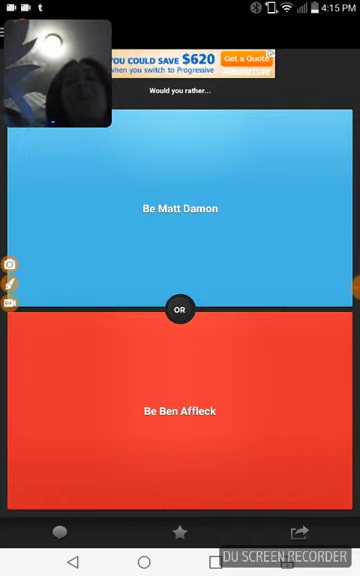 4:15 PM
YOU COULD SAVE $620
when you switch to Progressive
Get a Quote
Would you rather...
Be Matt Damon
OR
Be Ben Affleck
DU SCREEN RECORDER